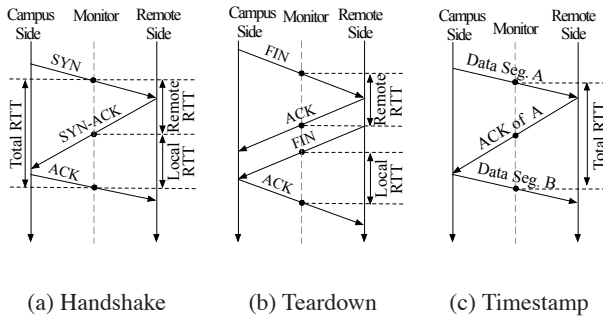 Campus Side
Monitor
Remote Side
SYN
SYN-ACK
ACK
Total RTT
Remote RTT
Local RTT
(a) Handshake
Campus Side
Monitor
Remote Side
FIN
ACK
FIN
ACK
Remote RTT
Local RTT
(b) Teardown
Campus Side
Monitor
Remote Side
Data Seg. A
ACK of A
Data Seg. B
Total RTT
(c) Timestamp